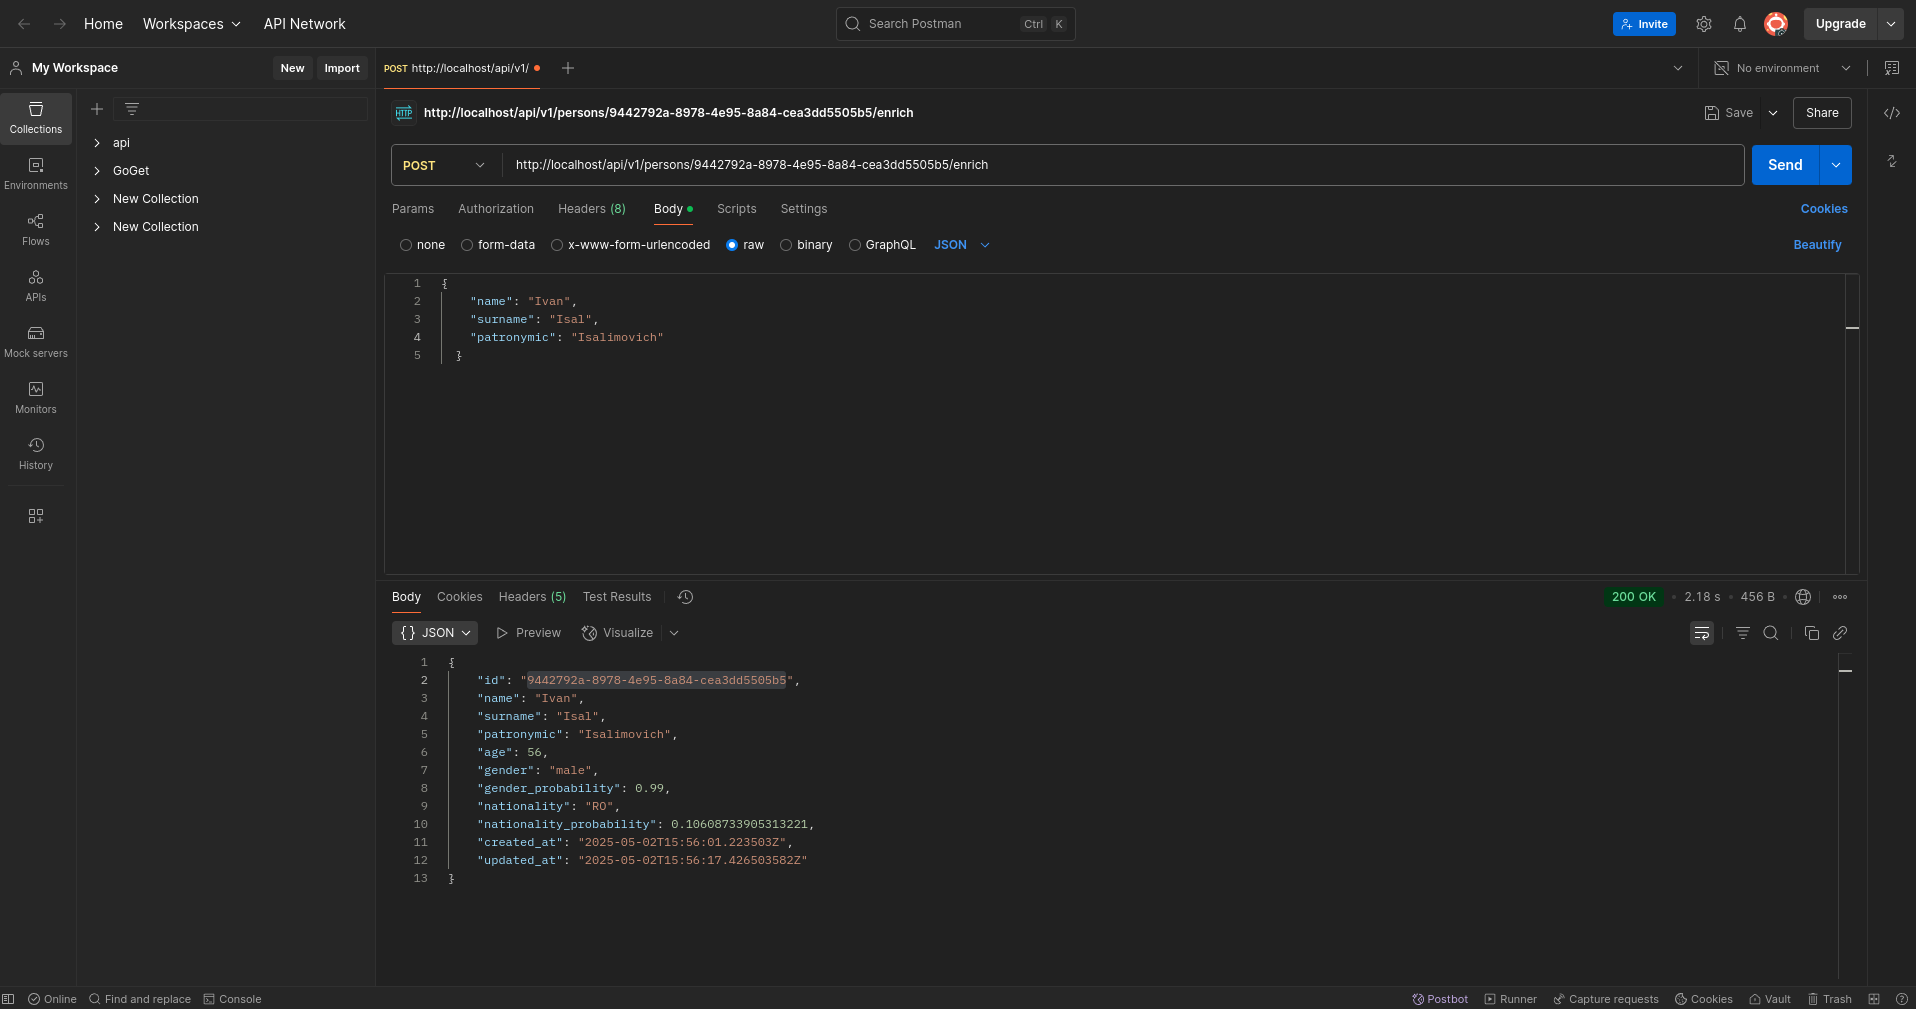 Home Workspaces API Network Search Postman Ctrl K Invite Upgrade
My Workspace New Import POST http://localhost/api/v1/ No environment
Collections
Environments
Flows
APIs
Mock servers
Monitors
History
api
GoGet
New Collection
New Collection
HTTP http://localhost/api/v1/persons/9442792a-8978-4e95-8a84-cea3dd5505b5/enrich Save Share
POST http://localhost/api/v1/persons/9442792a-8978-4e95-8a84-cea3dd5505b5/enrich Send
Params Authorization Headers (8) Body Scripts Settings Cookies
none form-data x-www-form-urlencoded raw binary GraphQL JSON Beautify
1 {
2 "name": "Ivan",
3 "surname": "Isal",
4 "patronymic": "Isalimovich"
5 }
Body Cookies Headers (5) Test Results 200 OK • 2.18 s • 456 B
{} JSON Preview Visualize
1 {
2 "id": "9442792a-8978-4e95-8a84-cea3dd5505b5",
3 "name": "Ivan",
4 "surname": "Isal",
5 "patronymic": "Isalimovich",
6 "age": 56,
7 "gender": "male",
8 "gender_probability": 0.99,
9 "nationality": "RO",
10 "nationality_probability": 0.10608733905313221,
11 "created_at": "2025-05-02T15:56:01.223503Z",
12 "updated_at": "2025-05-02T15:56:17.426503582Z"
13 }
Online Find and replace Console Postbot Runner Capture requests Cookies Vault Trash